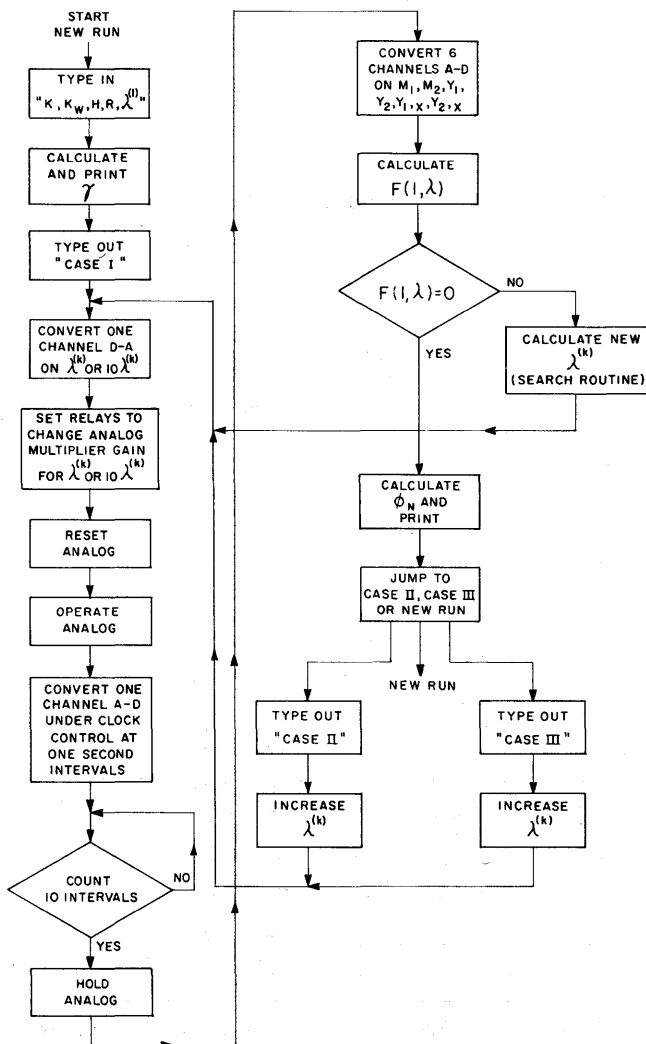 START
NEW RUN
TYPE IN
"K, K_W, H, R, λ^(1)"
CALCULATE
AND PRINT
γ
TYPE OUT
"CASE I"
CONVERT ONE
CHANNEL D-A
ON λ^(k) OR 10 λ^(k)
SET RELAYS TO
CHANGE ANALOG
MULTIPLIER GAIN
FOR λ^(k) OR 10 λ^(k)
RESET
ANALOG
OPERATE
ANALOG
CONVERT ONE
CHANNEL A-D
UNDER CLOCK
CONTROL AT
ONE SECOND
INTERVALS
COUNT
10 INTERVALS
NO
YES
HOLD
ANALOG
CONVERT 6
CHANNELS A-D
ON M_1, M_2, Y_1,
Y_2, Y_1,X, Y_2,X
CALCULATE
F(1,λ)
F(1,λ)=0
NO
YES
CALCULATE NEW
λ^(k)
(SEARCH ROUTINE)
CALCULATE
ϕ_N AND
PRINT
JUMP TO
CASE II, CASE III
OR NEW RUN
NEW RUN
TYPE OUT
"CASE II"
INCREASE
λ^(k)
TYPE OUT
"CASE III"
INCREASE
λ^(k)